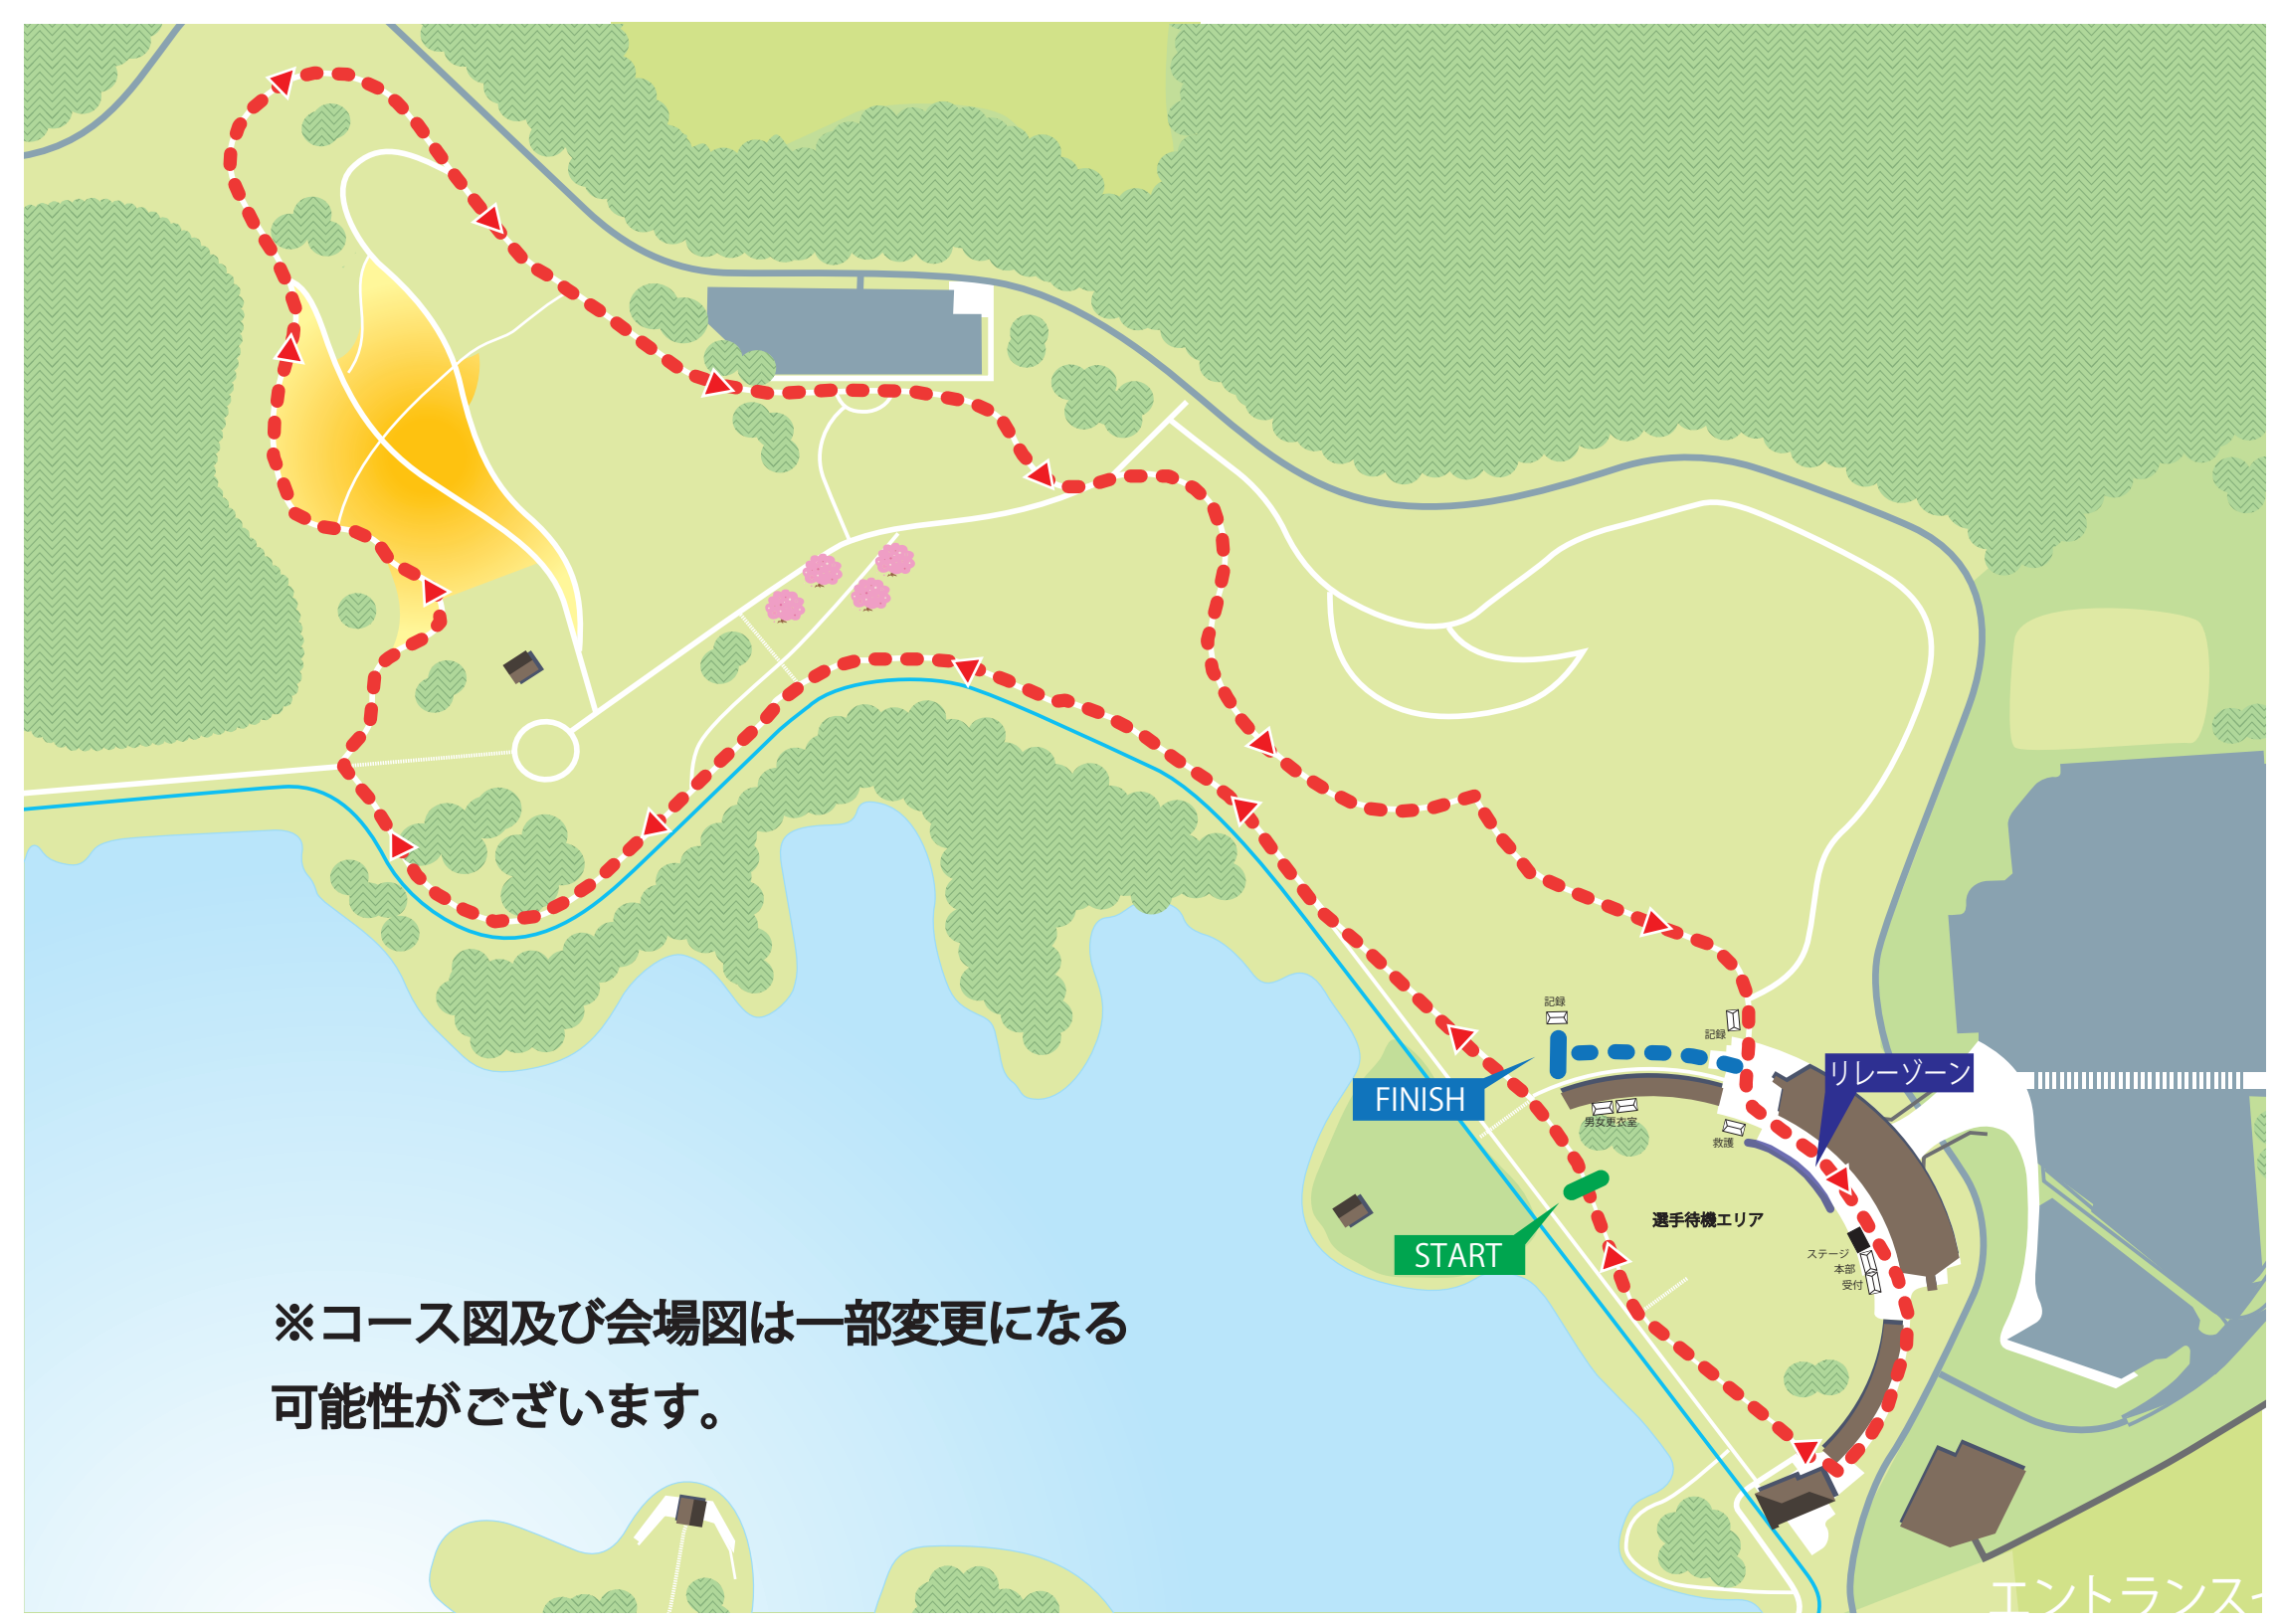 記録
記録
リレーゾーン
FINISH
男女更衣室
救護
選手待機エリア
START
ステージ
本部
受付
※コース図及び会場図は一部変更になる
可能性がございます。
エントランス